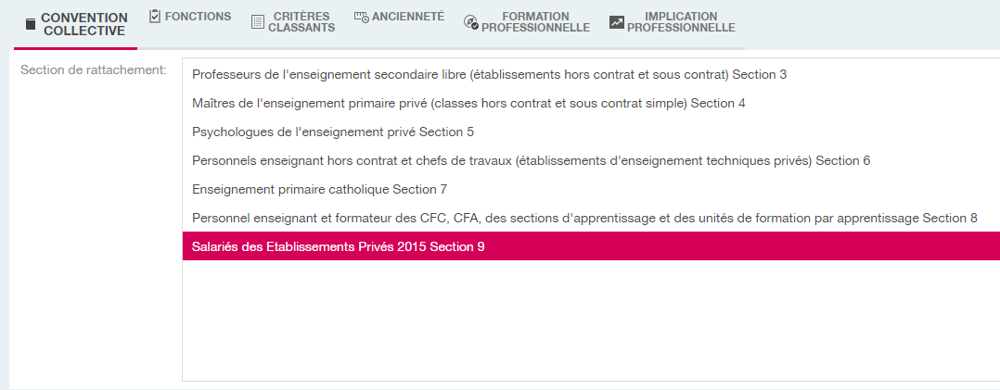 CONVENTION
COLLECTIVE
FONCTIONS
CRITÈRES
CLASSANTS
ANCIENNETÉ
FORMATION
PROFESSIONNELLE
IMPLICATION
PROFESSIONNELLE
Section de rattachement:
Professeurs de l'enseignement secondaire libre (établissements hors contrat et sous contrat) Section 3
Maîtres de l'enseignement primaire privé (classes hors contrat et sous contrat simple) Section 4
Psychologues de l'enseignement privé Section 5
Personnels enseignant hors contrat et chefs de travaux (établissements d'enseignement techniques privés) Section 6
Enseignement primaire catholique Section 7
Personnel enseignant et formateur des CFC, CFA, des sections d'apprentissage et des unités de formation par apprentissage Section 8
Salariés des Etablissements Privés 2015 Section 9